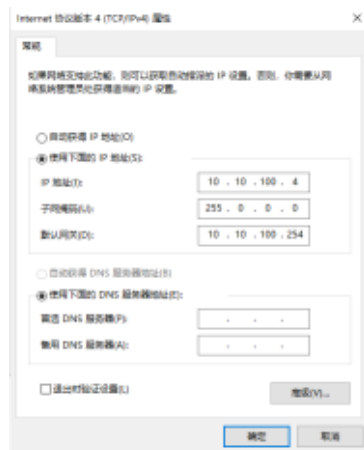 Internet 协议版本 4 (TCP/IPv4) 属性
常规
如果网络支持此功能，则可以获取自动指派的 IP 设置。否则，你需要从网
络系统管理员处获得适当的 IP 设置。
自动获得 IP 地址(O)
使用下面的 IP 地址(S):
IP 地址(I): 10 . 10 . 100 . 4
子网掩码(U): 255 . 0 . 0 . 0
默认网关(D): 10 . 10 . 100 . 254
自动获得 DNS 服务器地址(B)
使用下面的 DNS 服务器地址(E):
首选 DNS 服务器(P): . . .
备用 DNS 服务器(A): . . .
退出时验证设置(L)
高级(V)...
确定 取消